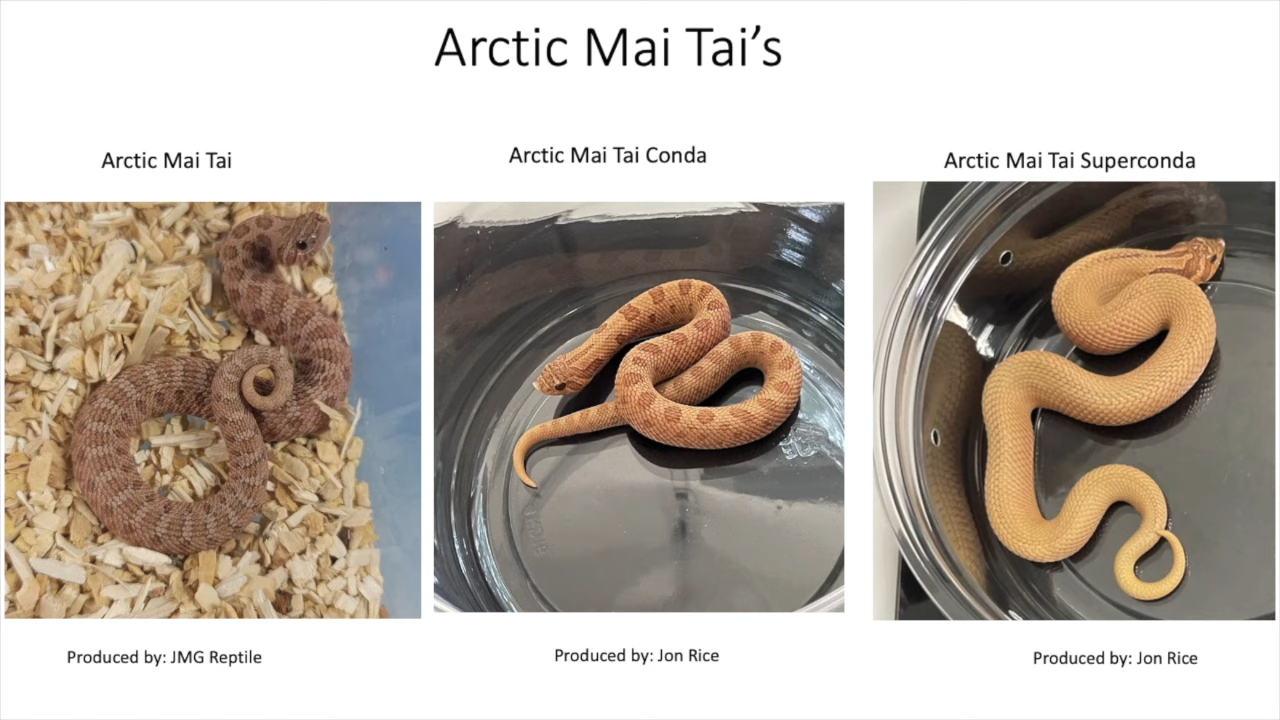 Arctic Mai Tai’s
Arctic Mai Tai
Arctic Mai Tai Conda
Arctic Mai Tai Superconda
Produced by: JMG Reptile
Produced by: Jon Rice
Produced by: Jon Rice